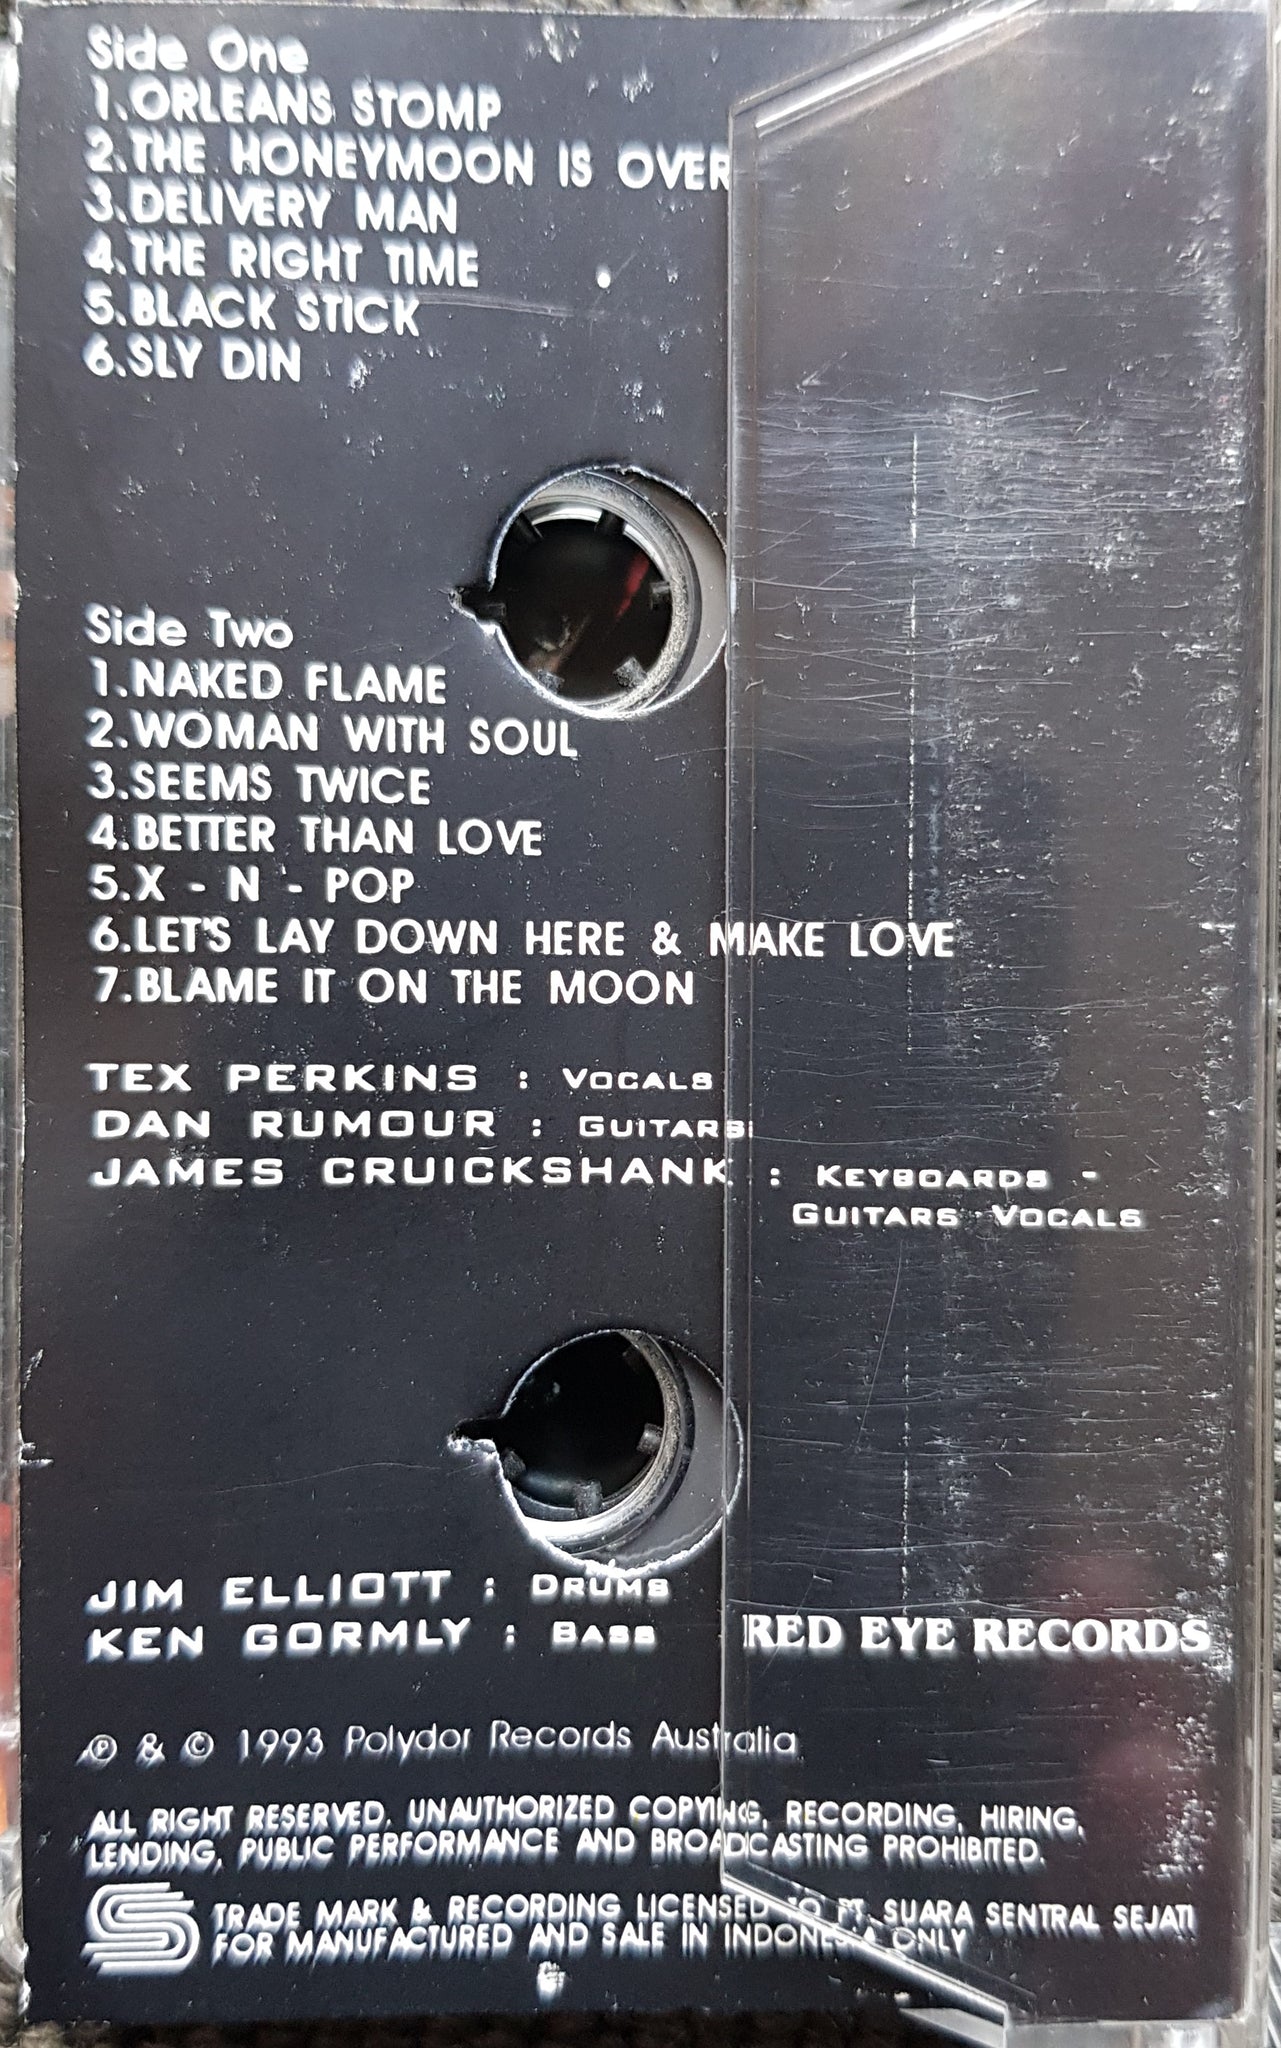 Side One
1.ORLEANS STOMP
2.THE HONEYMOON IS OVER
3.DELIVERY MAN
4.THE RIGHT TIME
5.BLACK STICK
6.SLY DIN
Side Two
1.NAKED FLAME
2.WOMAN WITH SOUL
3.SEEMS TWICE
4.BETTER THAN LOVE
5.X - N - POP
6.LET'S LAY DOWN HERE & MAKE LOVE
7.BLAME IT ON THE MOON
TEX PERKINS : VOCALS
DAN RUMOUR : GUITARS
JAMES CRUICKSHANK : KEYBOARDS -
GUITARS VOCALS
JIM ELLIOTT : DRUMS
KEN GORMLY : BASS
RED EYE RECORDS
℗ & © 1993 Polydor Records Australia
ALL RIGHT RESERVED. UNAUTHORIZED COPYING, RECORDING, HIRING,
LENDING, PUBLIC PERFORMANCE AND BROADCASTING PROHIBITED.
TRADE MARK & RECORDING LICENSED TO PT. SUARA SENTRAL SEJATI
FOR MANUFACTURED AND SALE IN INDONESIA ONLY